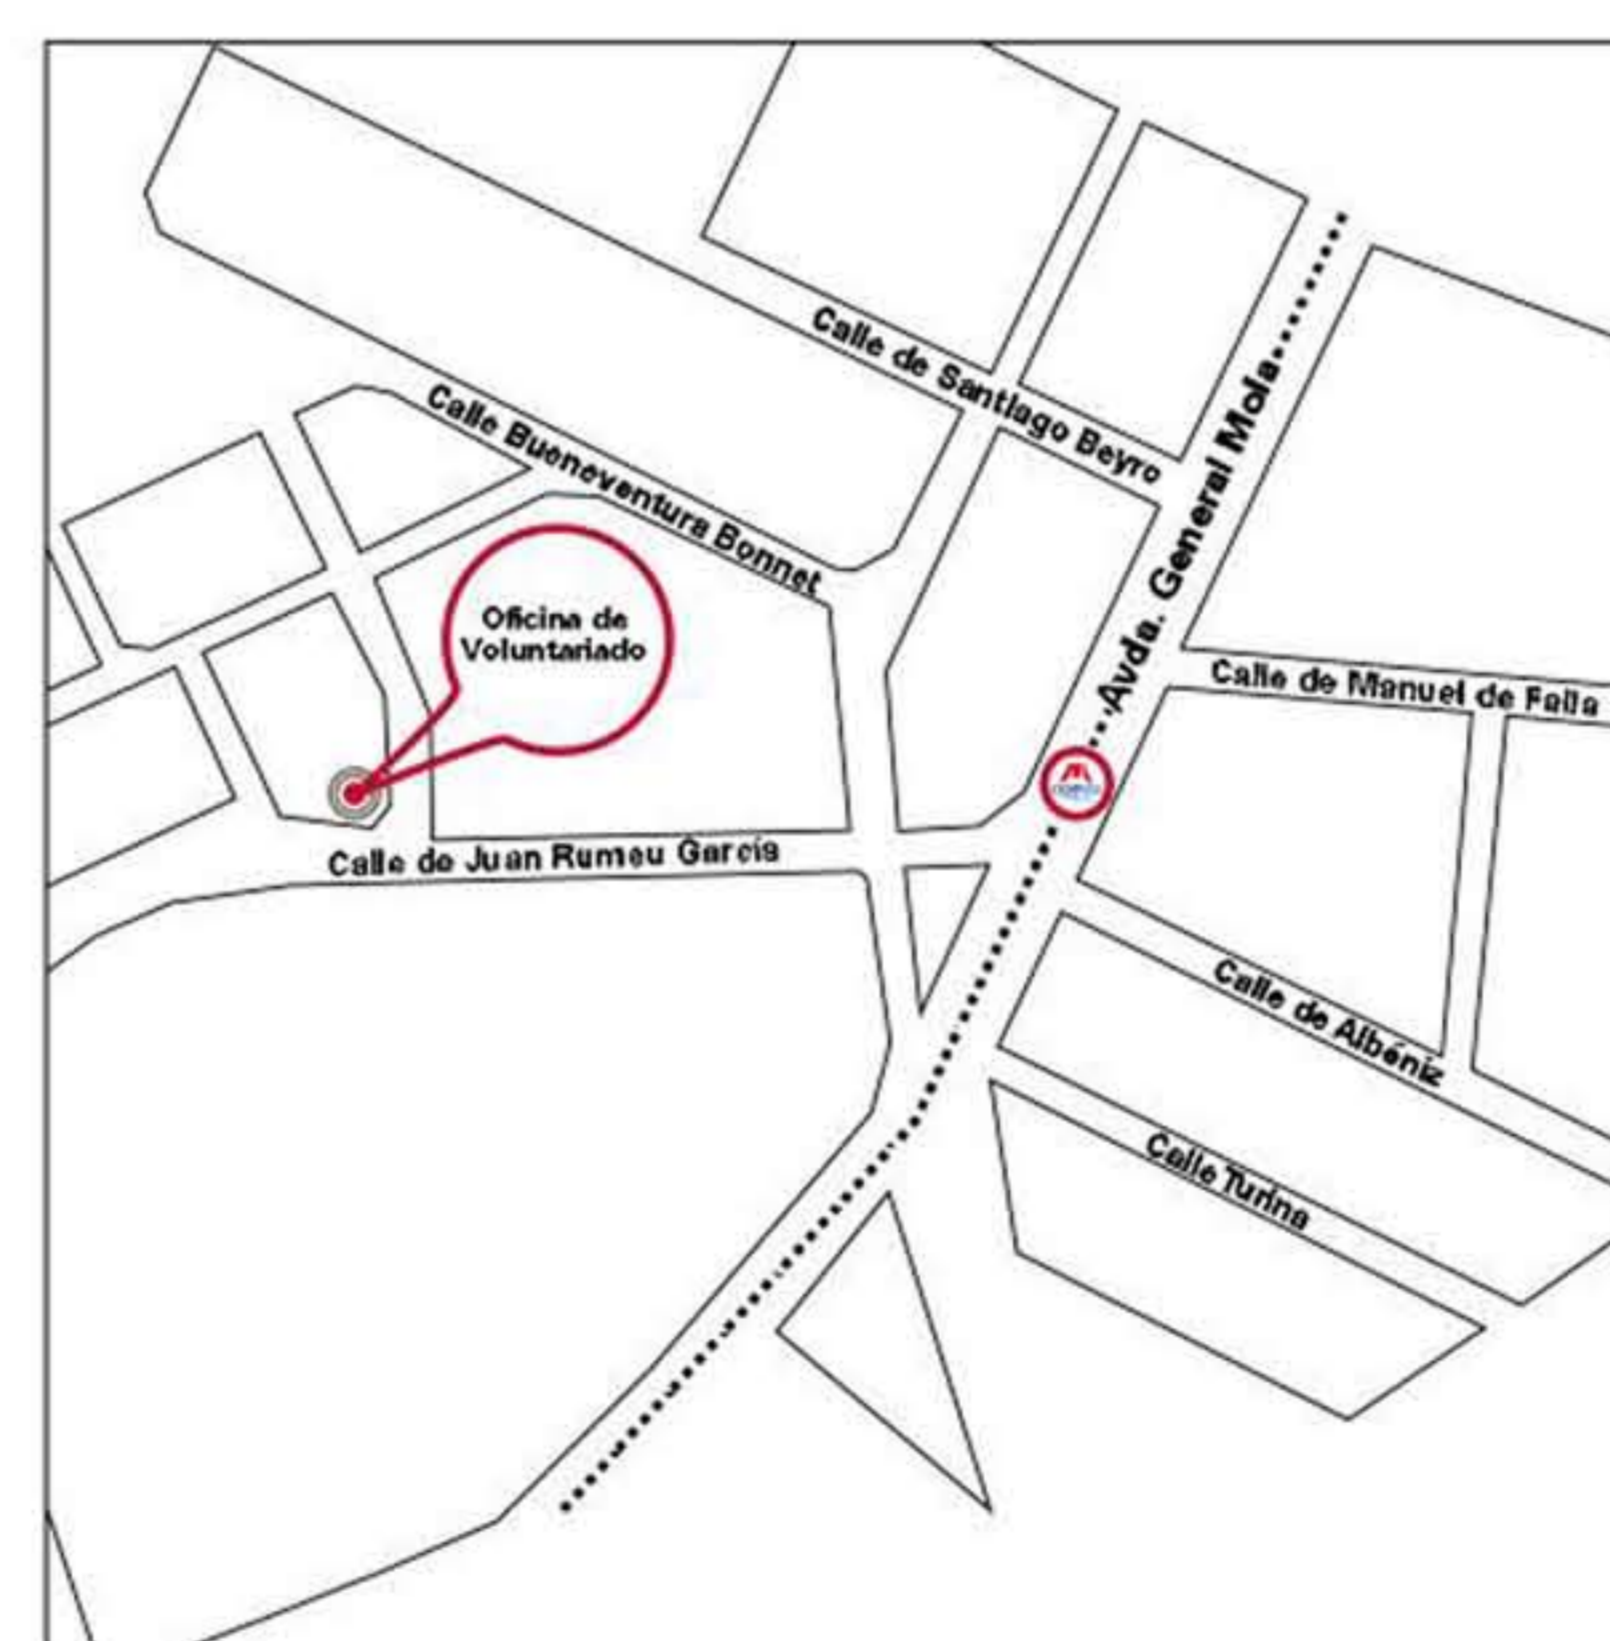 Calle de Santiago Beyro
Calle Bueneventura Bonnet
Oficina de
Voluntariado
Avda. General Mola
Calle de Manuel de Falla
Calle de Juan Rumeu García
Calle de Albéniz
Calle Turina